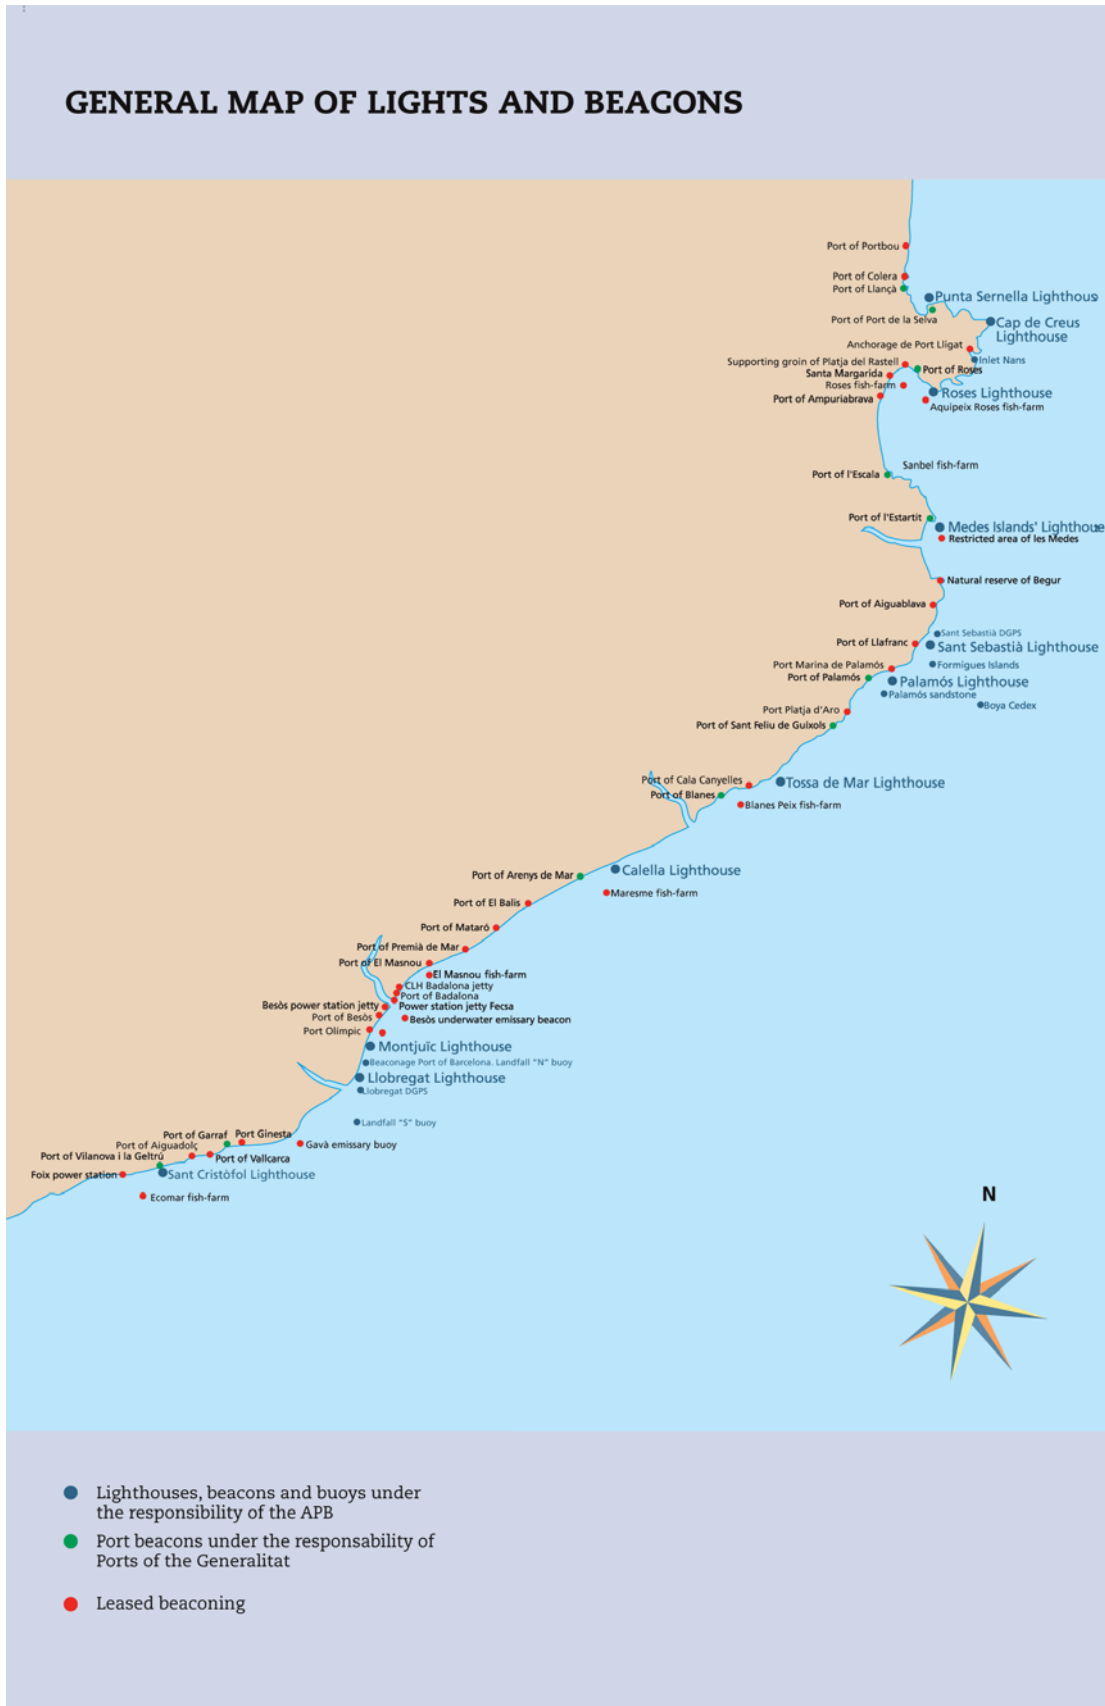 GENERAL MAP OF LIGHTS AND BEACONS
Port of Portbou
Port of Colera
Port of Llançà
Punta Sernella Lighthous
Port of Port de la Selva
Cap de Creus
Lighthouse
Anchorage de Port Lligat
Inlet Nans
Supporting groin of Platja del Rastell
Port of Roses
Santa Margarida
Roses fish-farm
Roses Lighthouse
Port of Ampuriabrava
Aquipeix Roses fish-farm
Sanbel fish-farm
Port of l'Escala
Port of l'Estartit
Medes Islands' Lighthouse
Restricted area of les Medes
Natural reserve of Begur
Port of Aiguablava
Sant Sebastià DGPS
Port of Llafranc
Sant Sebastià Lighthouse
Port Marina de Palamós
Formigues Islands
Port of Palamós
Palamós Lighthouse
Palamós sandstone
Boya Cedex
Port Platja d'Aro
Port of Sant Feliu de Guíxols
Port of Cala Canyelles
Tossa de Mar Lighthouse
Port of Blanes
Blanes Peix fish-farm
Calella Lighthouse
Port of Arenys de Mar
Maresme fish-farm
Port of El Balis
Port of Mataró
Port of Premià de Mar
Port of El Masnou
El Masnou fish-farm
CLH Badalona jetty
Port of Badalona
Besòs power station jetty
Power station jetty Fecsa
Port of Besòs
Besòs underwater emissary beacon
Port Olímpic
Montjuïc Lighthouse
Beaconage Port of Barcelona. Landfall "N" buoy
Llobregat Lighthouse
Llobregat DGPS
Landfall "S" buoy
Port of Garraf
Port Ginesta
Gavà emissary buoy
Port of Aiguadolç
Port of Vilanova i la Geltrú
Port of Vallcarca
Foix power station
Sant Cristòfol Lighthouse
Ecomar fish-farm
N
Lighthouses, beacons and buoys under
the responsibility of the APB
Port beacons under the responsability of
Ports of the Generalitat
Leased beaconing